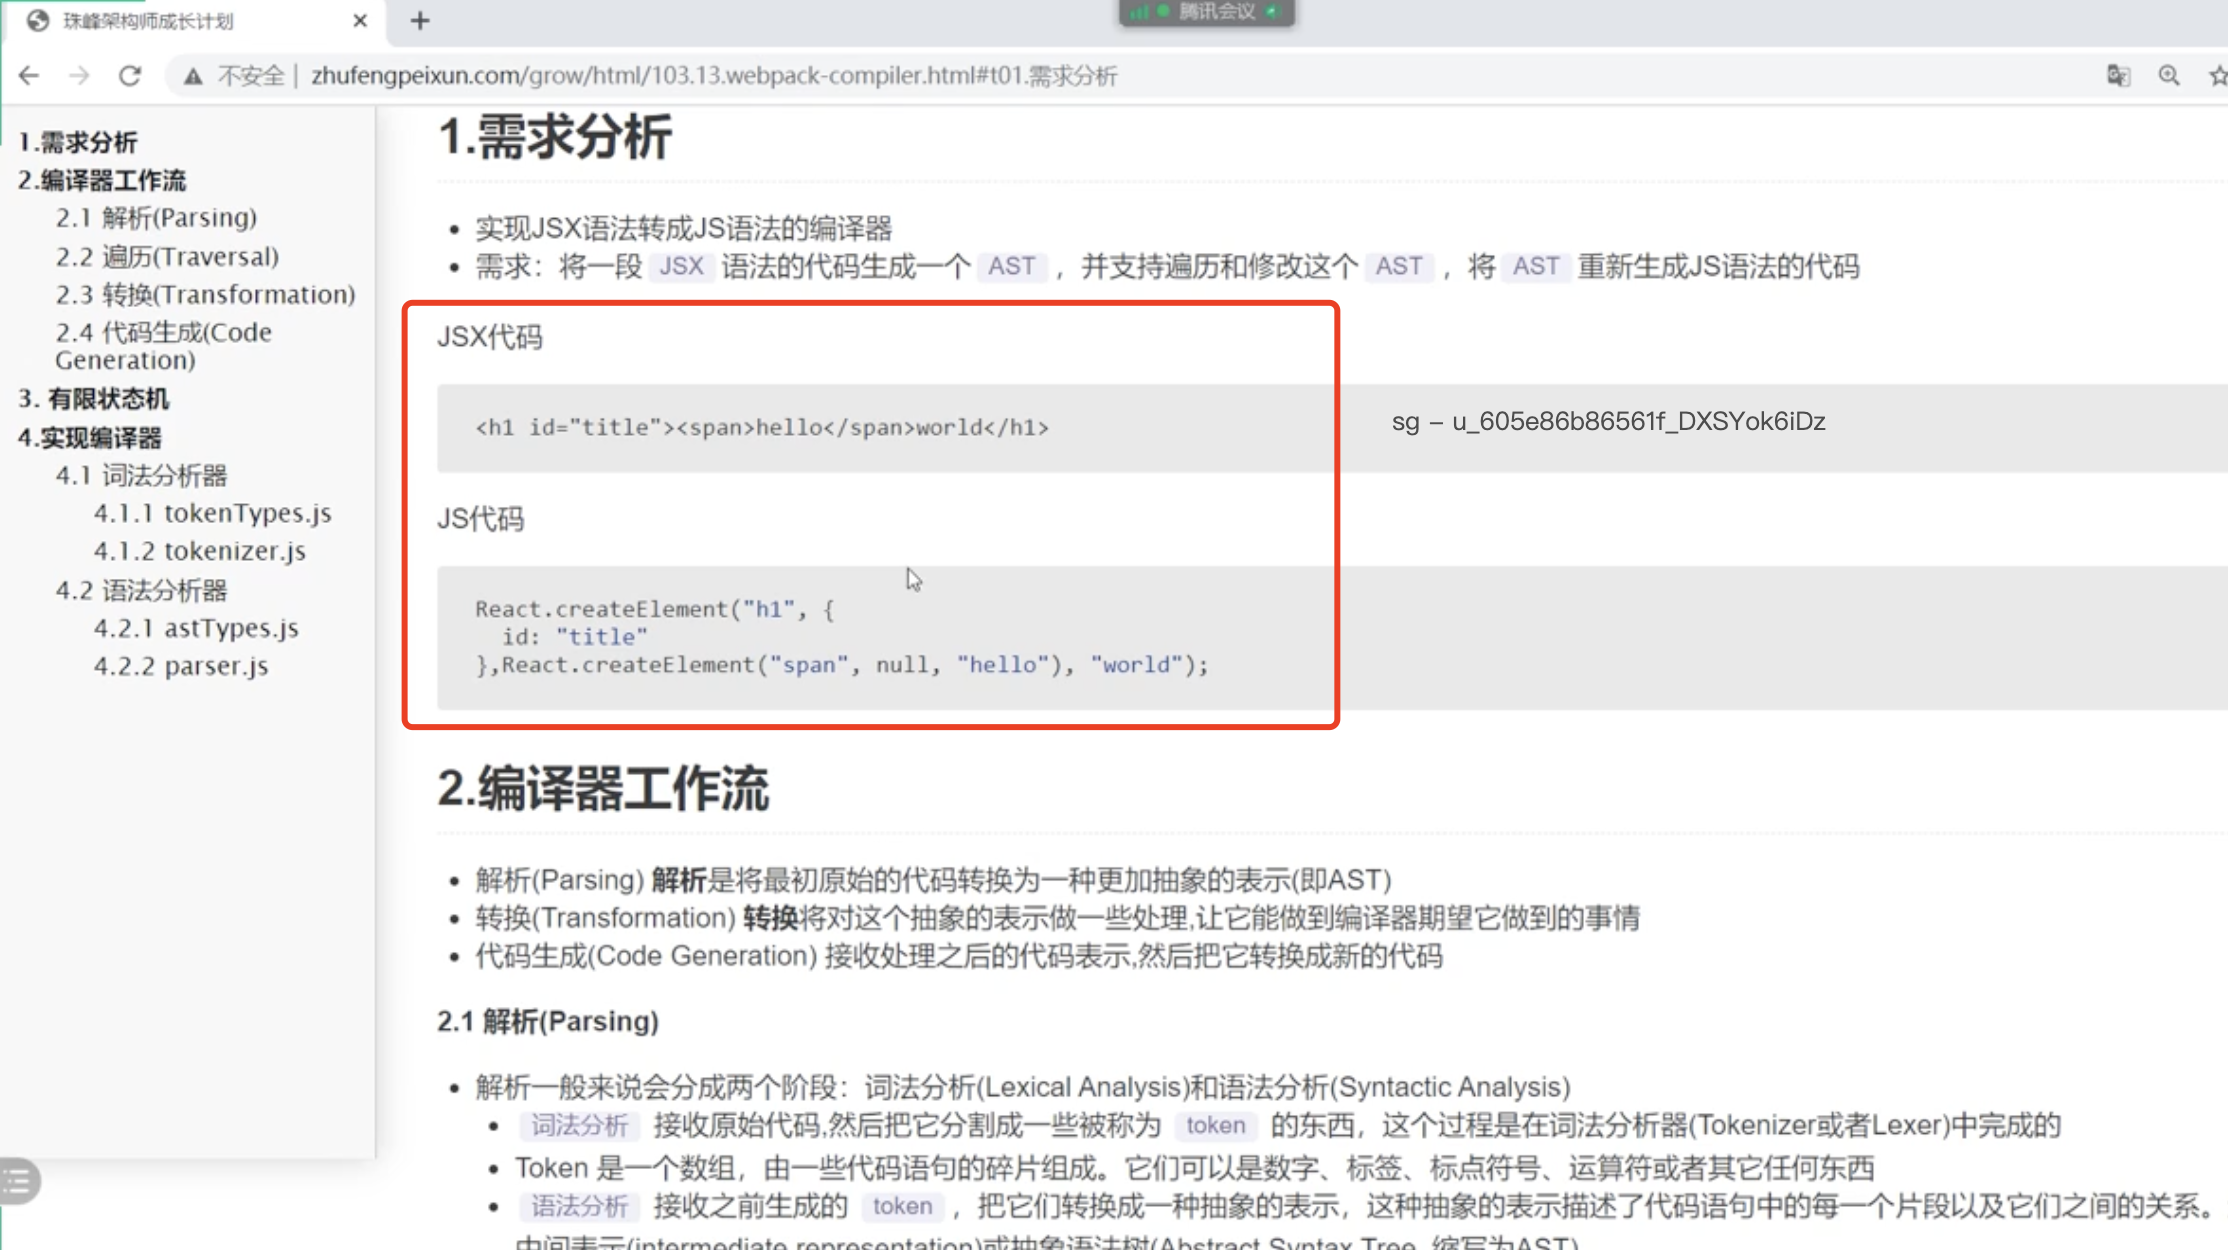 珠峰架构师成长计划
腾讯会议
不安全 | zhufengpeixun.com/grow/html/103.13.webpack-compiler.html#t01.需求分析
1.需求分析
2.编译器工作流
2.1 解析(Parsing)
2.2 遍历(Traversal)
2.3 转换(Transformation)
2.4 代码生成(Code
Generation)
3. 有限状态机
4.实现编译器
4.1 词法分析器
4.1.1 tokenTypes.js
4.1.2 tokenizer.js
4.2 语法分析器
4.2.1 astTypes.js
4.2.2 parser.js
1.需求分析
• 实现JSX语法转成JS语法的编译器
• 需求：将一段 JSX 语法的代码生成一个 AST ，并支持遍历和修改这个 AST ，将 AST 重新生成JS语法的代码
JSX代码
<h1 id="title"><span>hello</span>world</h1>
sg – u_605e86b86561f_DXSYok6iDz
JS代码
React.createElement("h1", {
  id: "title"
},React.createElement("span", null, "hello"), "world");
2.编译器工作流
• 解析(Parsing) 解析是将最初原始的代码转换为一种更加抽象的表示(即AST)
• 转换(Transformation) 转换将对这个抽象的表示做一些处理,让它能做到编译器期望它做到的事情
• 代码生成(Code Generation) 接收处理之后的代码表示,然后把它转换成新的代码
2.1 解析(Parsing)
• 解析一般来说会分成两个阶段：词法分析(Lexical Analysis)和语法分析(Syntactic Analysis)
• 词法分析 接收原始代码,然后把它分割成一些被称为 token 的东西，这个过程是在词法分析器(Tokenizer或者Lexer)中完成的
• Token 是一个数组，由一些代码语句的碎片组成。它们可以是数字、标签、标点符号、运算符或者其它任何东西
• 语法分析 接收之前生成的 token ，把它们转换成一种抽象的表示，这种抽象的表示描述了代码语句中的每一个片段以及它们之间的关系。
中间表示(intermediate representation)或抽象语法树(Abstract Syntax Tree, 缩写为AST)